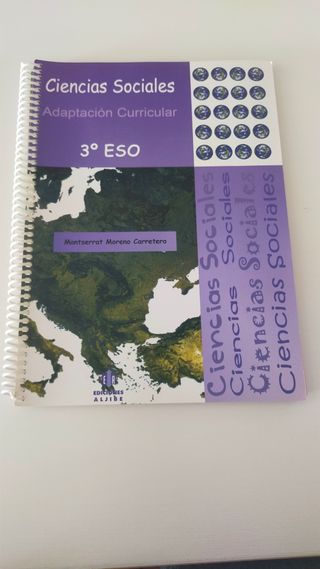 Ciencias Sociales
Adaptación Curricular
3º ESO
Montserrat Moreno Carretero
EDICIONES
ALJIBE
Ciencias Sociales
Ciencias Sociales
Ciencias Sociales
Ciencias Sociales